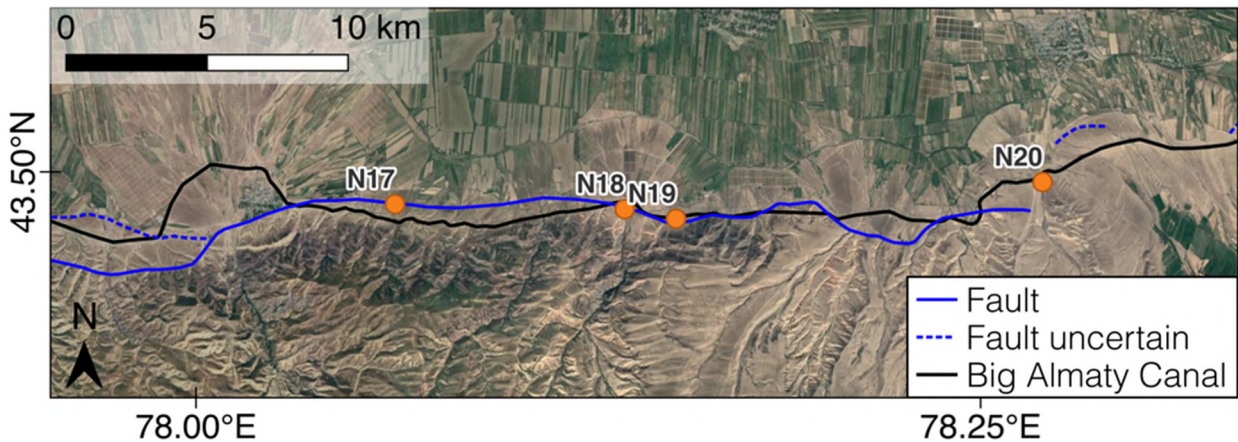 0 5 10 km
43.50°N
N17
N18
N19
N20
N
Fault
Fault uncertain
Big Almaty Canal
78.00°E
78.25°E